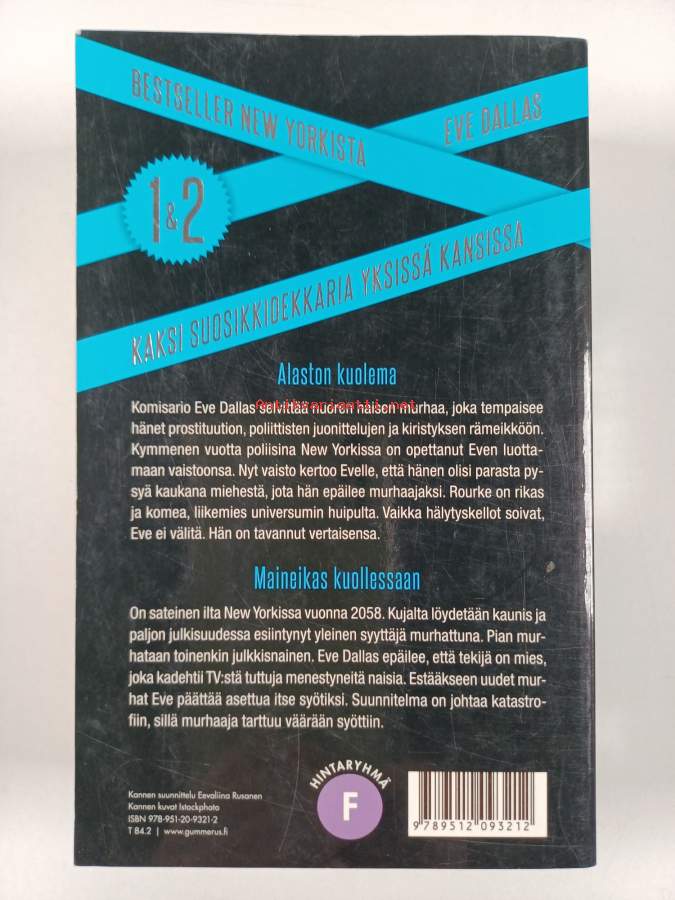 BESTSELLER NEW YORKISTA
EVE DALLAS
1&2
KAKSI SUOSIKKIDEKKARIA YKSISSÄ KANSISSA
Alaston kuolema
Antikvariaatti.net
Komisario Eve Dallas selvittää nuoren naisen murhaa, joka tempaisee
hänet prostituution, poliittisten juonittelujen ja kiristyksen rämeikköön.
Kymmenen vuotta poliisina New Yorkissa on opettanut Even luotta-
maan vaistoonsa. Nyt vaisto kertoo Evelle, että hänen olisi parasta py-
syä kaukana miehestä, jota hän epäilee murhaajaksi. Rourke on rikas
ja komea, liikemies universumin huipulta. Vaikka hälytyskellot soivat,
Eve ei välitä. Hän on tavannut vertaisensa.
Maineikas kuollessaan
On sateinen ilta New Yorkissa vuonna 2058. Kujalta löydetään kaunis ja
paljon julkisuudessa esiintynyt yleinen syyttäjä murhattuna. Pian mur-
hataan toinenkin julkkisnainen. Eve Dallas epäilee, että tekijä on mies,
joka kadehtii TV:stä tuttuja menestyneitä naisia. Estääkseen uudet mur-
hat Eve päättää asettua itse syötiksi. Suunnitelma on johtaa katastro-
fiin, sillä murhaaja tarttuu väärään syöttiin.
Kannen suunnittelu Eevaliina Rusanen
Kannen kuvat Istockphoto
ISBN 978-951-20-9321-2
T 84.2 | www.gummerus.fi
HINTARYHMÄ
F
9 789512 093212